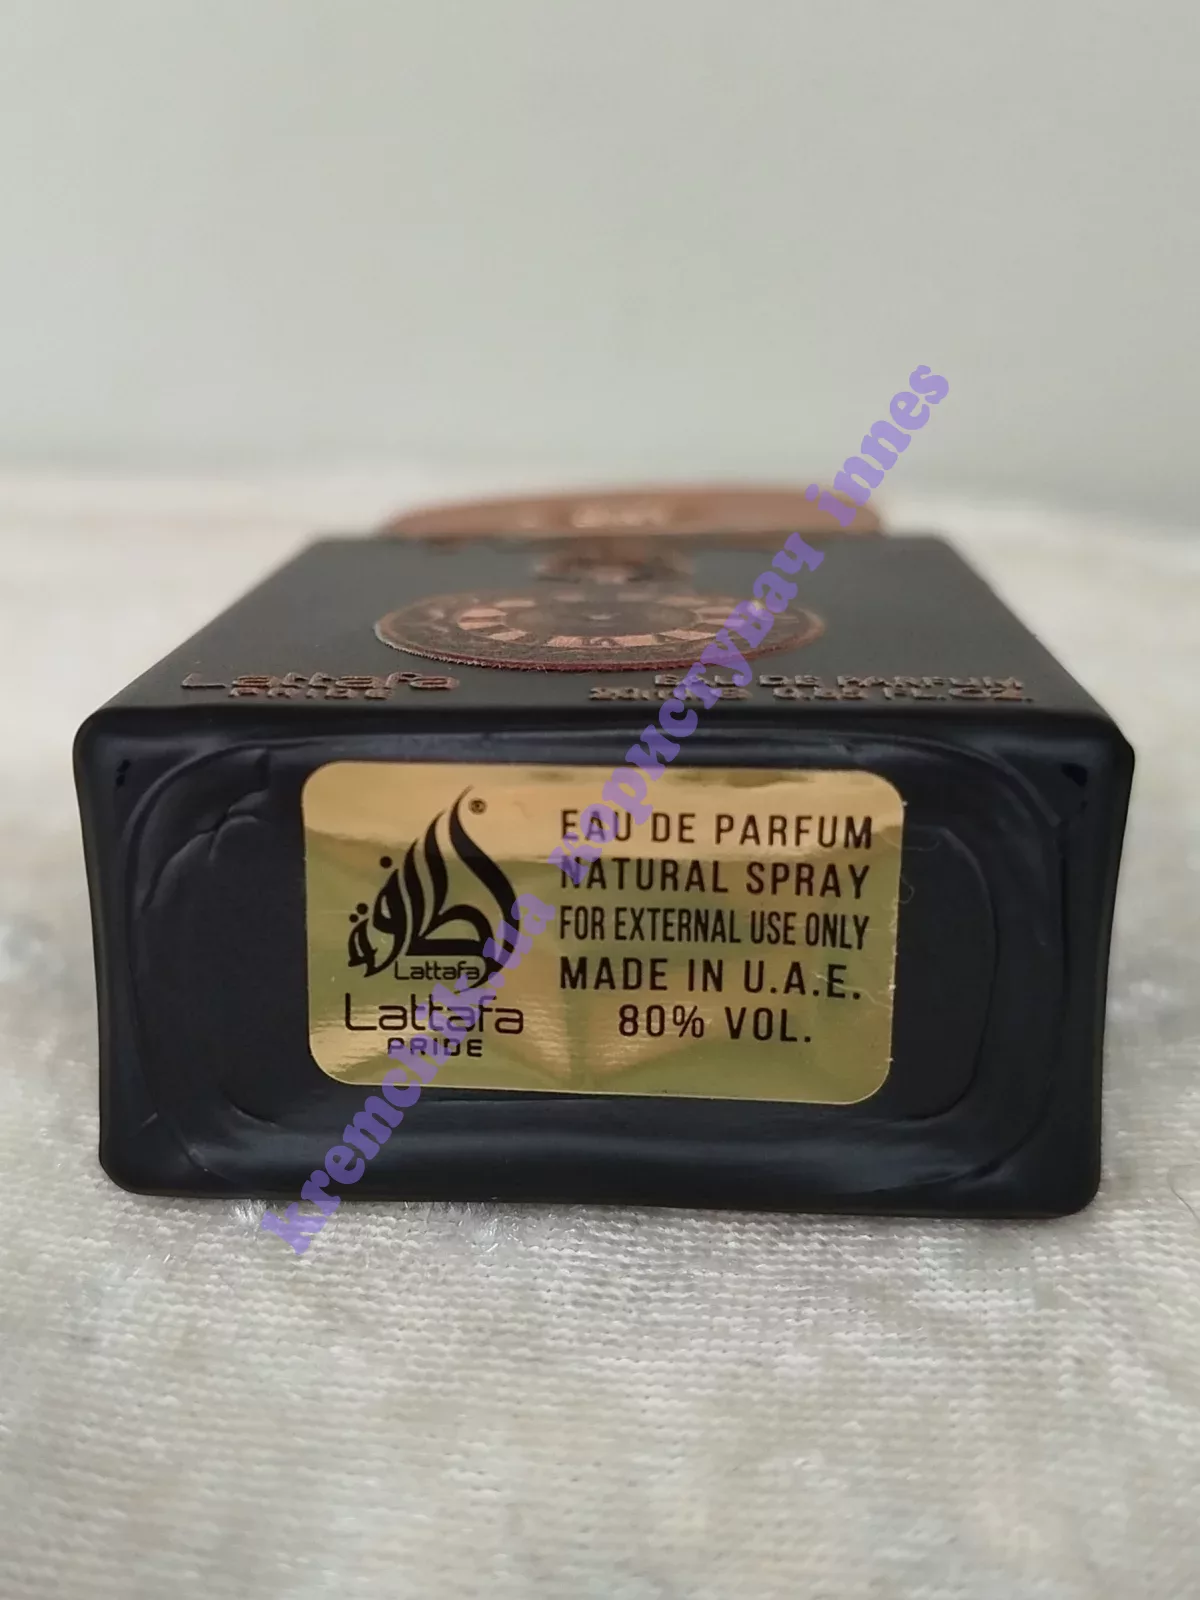 Lattafa
PRIDE
EAU DE PARFUM
لطافة
®
Lattafa
Lattafa
PRIDE
EAU DE PARFUM
NATURAL SPRAY
FOR EXTERNAL USE ONLY
MADE IN U.A.E.
80% VOL.
kremchik.ua користувач innes